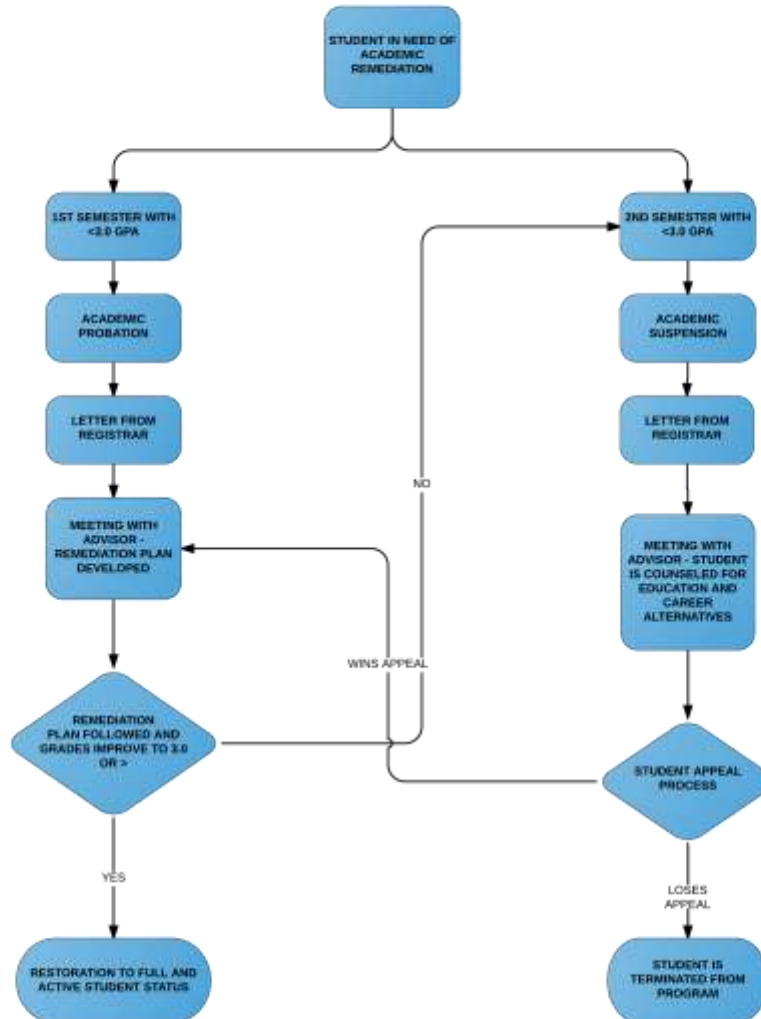 STUDENT IN NEED OF
ACADEMIC
REMEDIATION
1ST SEMESTER WITH
<3.0 GPA
2ND SEMESTER WITH
<3.0 GPA
ACADEMIC
PROBATION
ACADEMIC
SUSPENSION
LETTER FROM
REGISTRAR
LETTER FROM
REGISTRAR
NO
MEETING WITH
ADVISOR -
REMEDIATION PLAN
DEVELOPED
MEETING WITH
ADVISOR - STUDENT
IS COUNSELED FOR
EDUCATION AND
CAREER
ALTERNATIVES
WINS APPEAL
REMEDIATION
PLAN FOLLOWED AND
GRADES IMPROVE TO 3.0
OR >
STUDENT APPEAL
PROCESS
YES
LOSES
APPEAL
RESTORATION TO FULL AND
ACTIVE STUDENT STATUS
STUDENT IS
TERMINATED FROM
PROGRAM